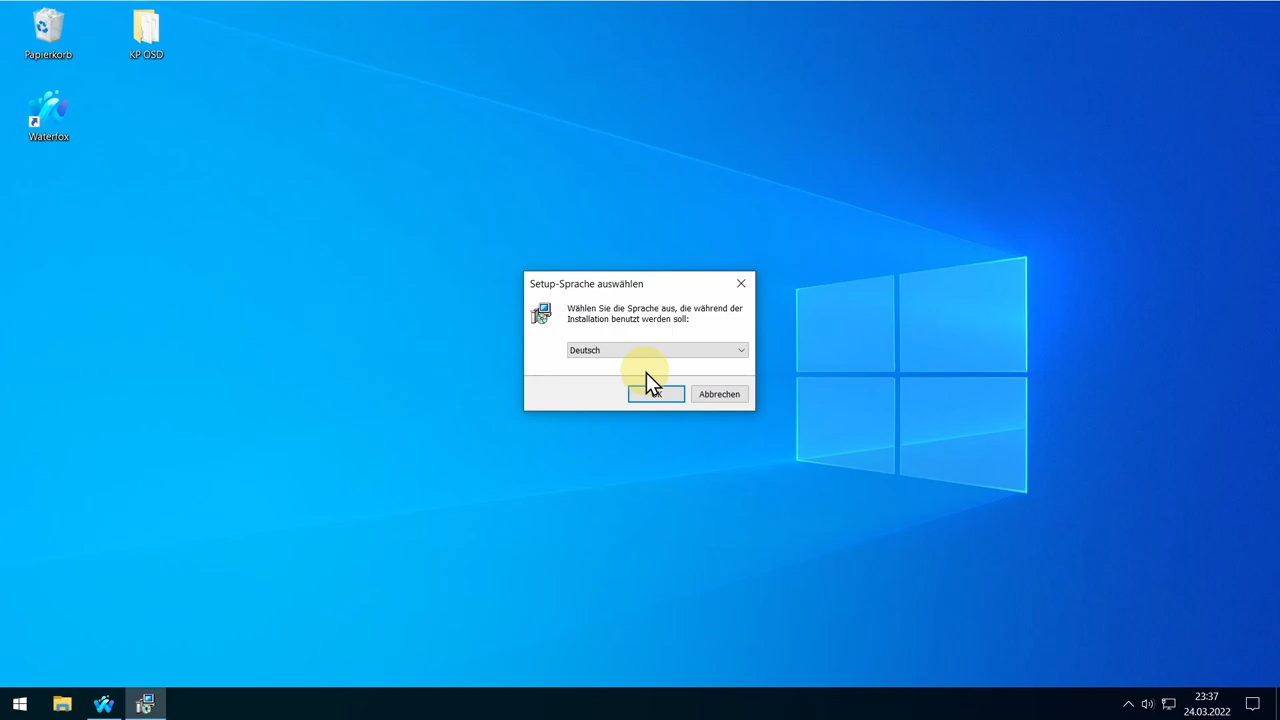 Papierkorb
KP OSD
Waterfox
Setup-Sprache auswählen
Wählen Sie die Sprache aus, die während der
Installation benutzt werden soll:
Deutsch
OK
Abbrechen
23:37
24.03.2022